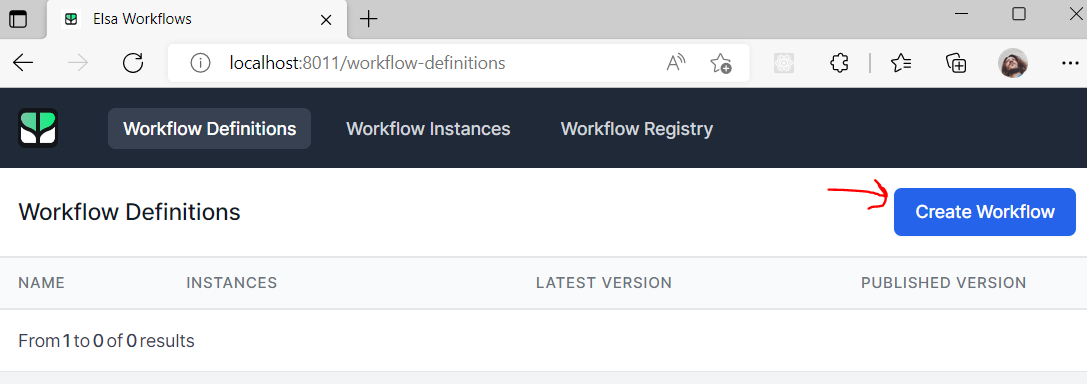 Elsa Workflows
localhost:8011/workflow-definitions
Workflow Definitions Workflow Instances Workflow Registry
Workflow Definitions
Create Workflow
NAME INSTANCES LATEST VERSION PUBLISHED VERSION
From 1 to 0 of 0 results